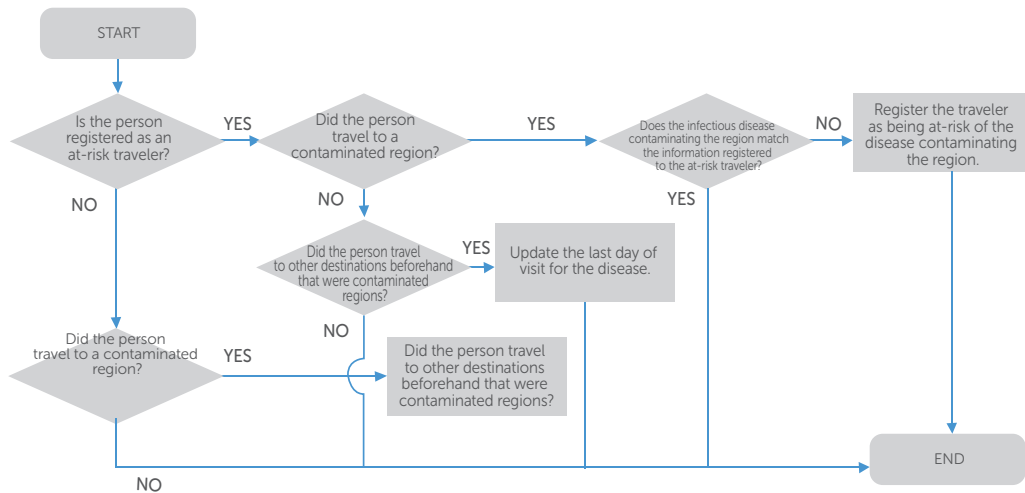 START
Is the person
registered as an
at-risk traveler?
YES
Did the person
travel to a
contaminated region?
YES
Does the infectious disease
contaminating the region match
the information registered
to the at-risk traveler?
NO
Register the traveler
as being at-risk of the
disease contaminating
the region.
NO
NO
YES
Did the person travel
to other destinations beforehand
that were contaminated
regions?
YES
Update the last day of
visit for the disease.
NO
Did the person
travel to a contaminated
region?
YES
Did the person travel
to other destinations
beforehand that were
contaminated regions?
NO
END